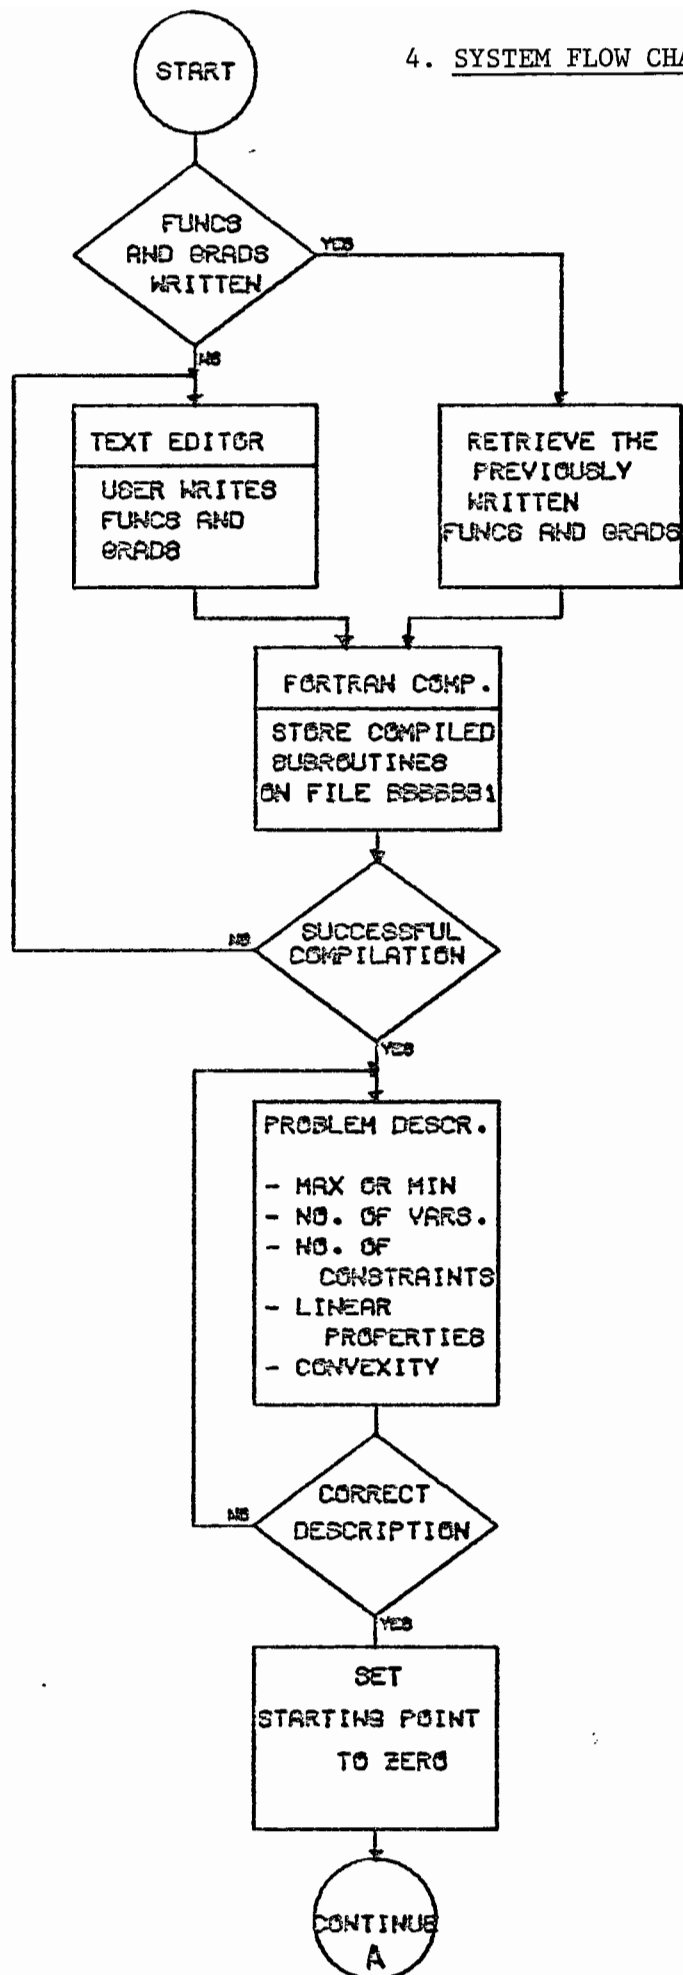 4. SYSTEM FLOW CHA
START
FUNCS
AND GRADS
WRITTEN
YES
NO
TEXT EDITOR
USER WRITES
FUNCS AND
GRADS
RETRIEVE THE
PREVIOUSLY
WRITTEN
FUNCS AND GRADS
FORTRAN COMP.
STORE COMPILED
SUBROUTINES
ON FILE
SUCCESSFUL
COMPILATION
NO
YES
PROBLEM DESCR.
- MAX OR MIN
- NO. OF VARS.
- NO. OF
CONSTRAINTS
- LINEAR
PROPERTIES
- CONVEXITY
CORRECT
DESCRIPTION
NO
YES
SET
STARTING POINT
TO ZERO
CONTINUE
A